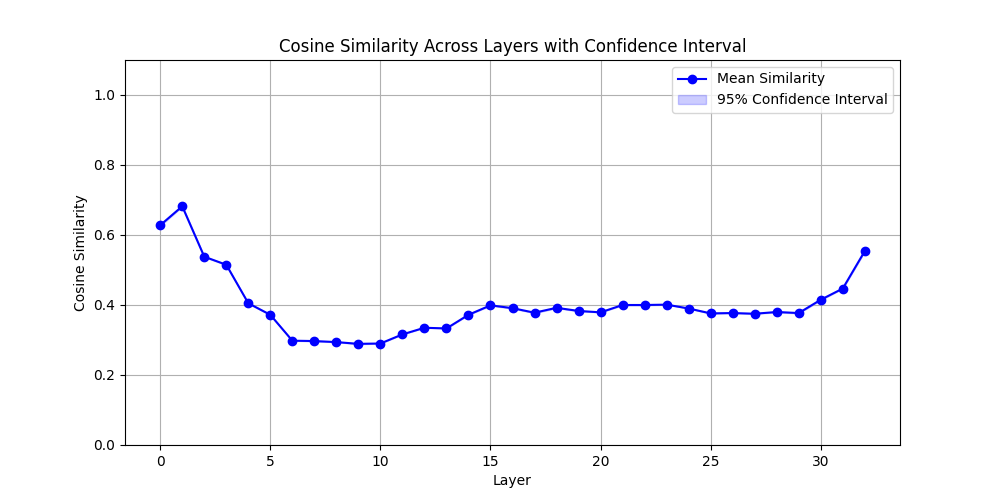 Cosine Similarity Across Layers with Confidence Interval
Mean Similarity
95% Confidence Interval
Cosine Similarity
1.0
0.8
0.6
0.4
0.2
0.0
0 5 10 15 20 25 30
Layer